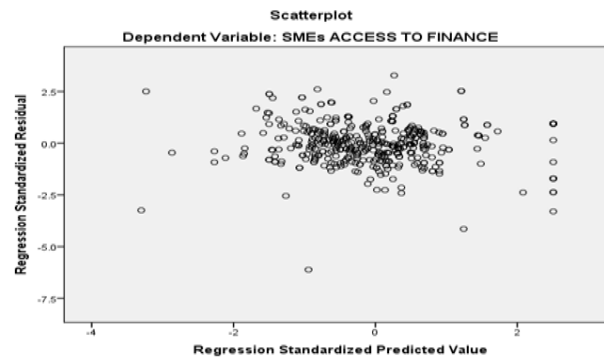 Scatterplot
Dependent Variable: SMEs ACCESS TO FINANCE
Regression Standardized Residual
2.5
0.0
-2.5
-5.0
-7.5
-4
-2
0
2
Regression Standardized Predicted Value